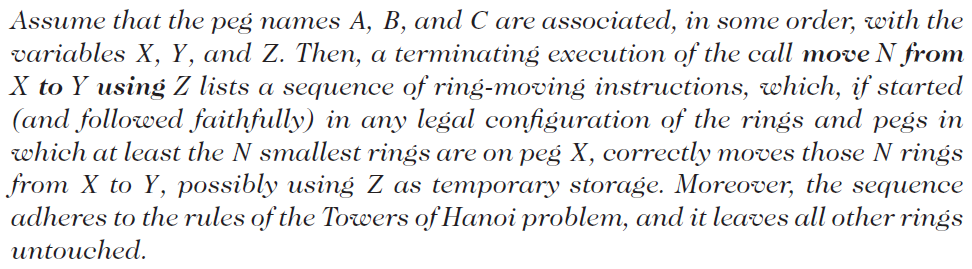 Assume that the peg names A, B, and C are associated, in some order, with the
variables X, Y, and Z. Then, a terminating execution of the call move N from
X to Y using Z lists a sequence of ring-moving instructions, which, if started
(and followed faithfully) in any legal configuration of the rings and pegs in
which at least the N smallest rings are on peg X, correctly moves those N rings
from X to Y, possibly using Z as temporary storage. Moreover, the sequence
adheres to the rules of the Towers of Hanoi problem, and it leaves all other rings
untouched.